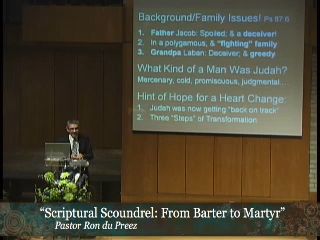 Background/Family Issues! (Ps 87:6)
1. Father Jacob: Spoiled; & a deceiver!
2. In a polygamous, & "fighting" family
3. Grandpa Laban: Deceiver; & greedy
What Kind of a Man Was Judah?
Mercenary, cold, promiscuous, judgmental…
Hint of Hope for a Heart Change:
1. Judah was now getting "back on track"
2. Three "Steps" of Transformation
"Scriptural Scoundrel: From Barter to Martyr"
Pastor Ron du Preez